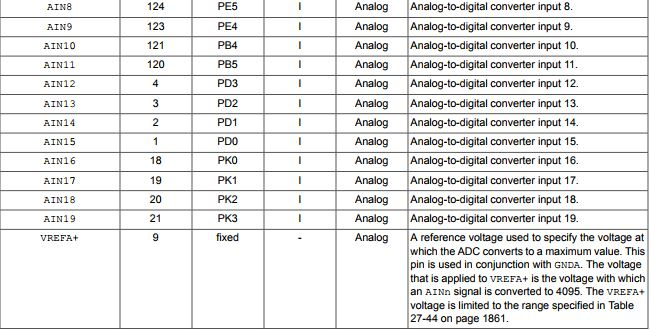 AIN8 124 PE5 I Analog Analog-to-digital converter input 8.
AIN9 123 PE4 I Analog Analog-to-digital converter input 9.
AIN10 121 PB4 I Analog Analog-to-digital converter input 10.
AIN11 120 PB5 I Analog Analog-to-digital converter input 11.
AIN12 4 PD3 I Analog Analog-to-digital converter input 12.
AIN13 3 PD2 I Analog Analog-to-digital converter input 13.
AIN14 2 PD1 I Analog Analog-to-digital converter input 14.
AIN15 1 PD0 I Analog Analog-to-digital converter input 15.
AIN16 18 PK0 I Analog Analog-to-digital converter input 16.
AIN17 19 PK1 I Analog Analog-to-digital converter input 17.
AIN18 20 PK2 I Analog Analog-to-digital converter input 18.
AIN19 21 PK3 I Analog Analog-to-digital converter input 19.
VREFA+ 9 fixed - Analog A reference voltage used to specify the voltage at
which the ADC converts to a maximum value. This
pin is used in conjunction with GNDA. The voltage
that is applied to VREFA+ is the voltage with which
an AINn signal is converted to 4095. The VREFA+
voltage is limited to the range specified in Table
27-44 on page 1861.